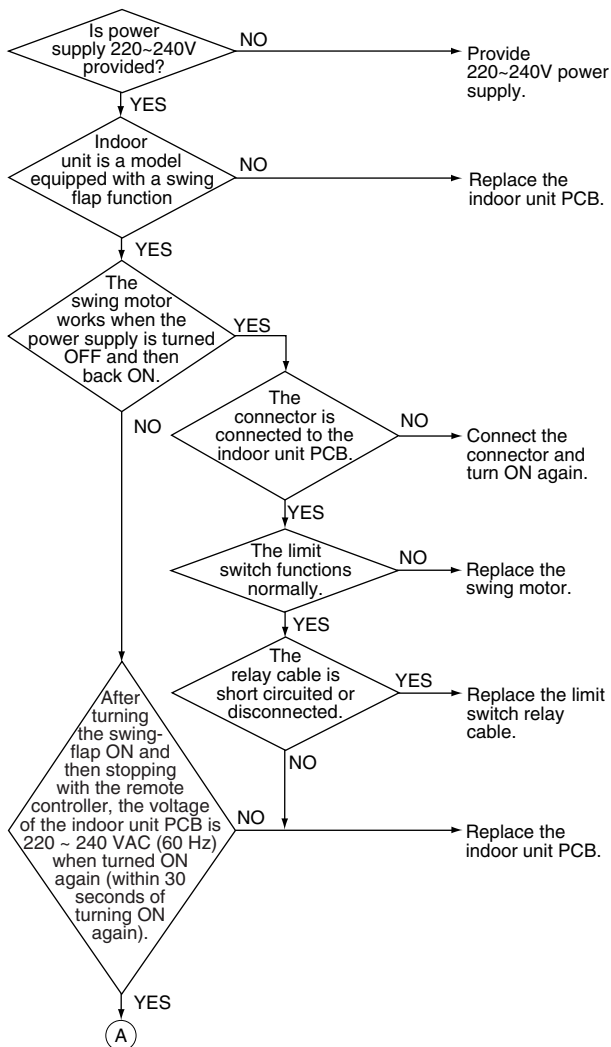 Is power
supply 220~240V
provided?
NO
Provide
220~240V power
supply.
YES
Indoor
unit is a model
equipped with a swing
flap function
NO
Replace the
indoor unit PCB.
YES
The
swing motor
works when the
power supply is turned
OFF and then
back ON.
YES
NO
The
connector is
connected to the
indoor unit PCB.
NO
Connect the
connector and
turn ON again.
YES
The limit
switch functions
normally.
NO
Replace the
swing motor.
YES
The
relay cable is
short circuited or
disconnected.
YES
Replace the limit
switch relay
cable.
NO
After
turning
the swing-
flap ON and
then stopping
with the remote
controller, the voltage
of the indoor unit PCB is
220 ~ 240 VAC (60 Hz)
when turned ON
again (within 30
seconds of
turning ON
again).
NO
Replace the
indoor unit PCB.
YES
A